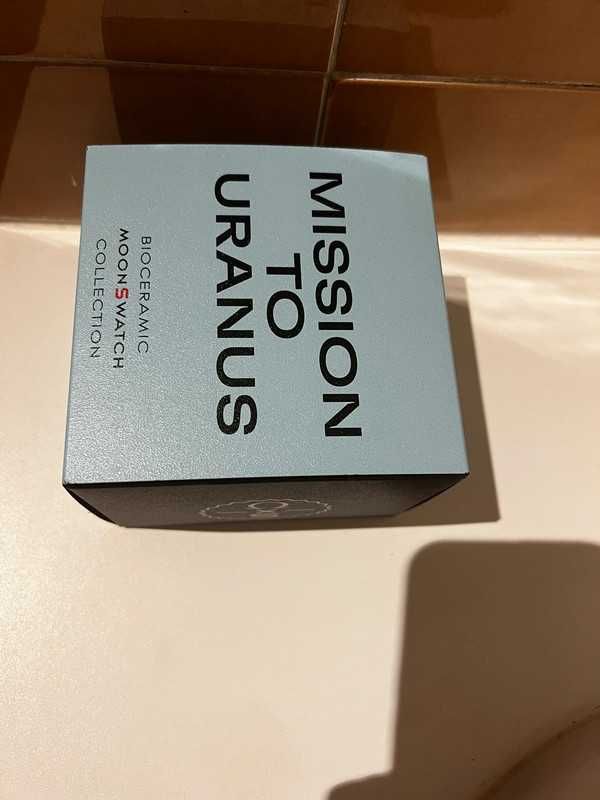 MISSION
TO
URANUS
BIOCERAMIC
MOONSWATCH
COLLECTION